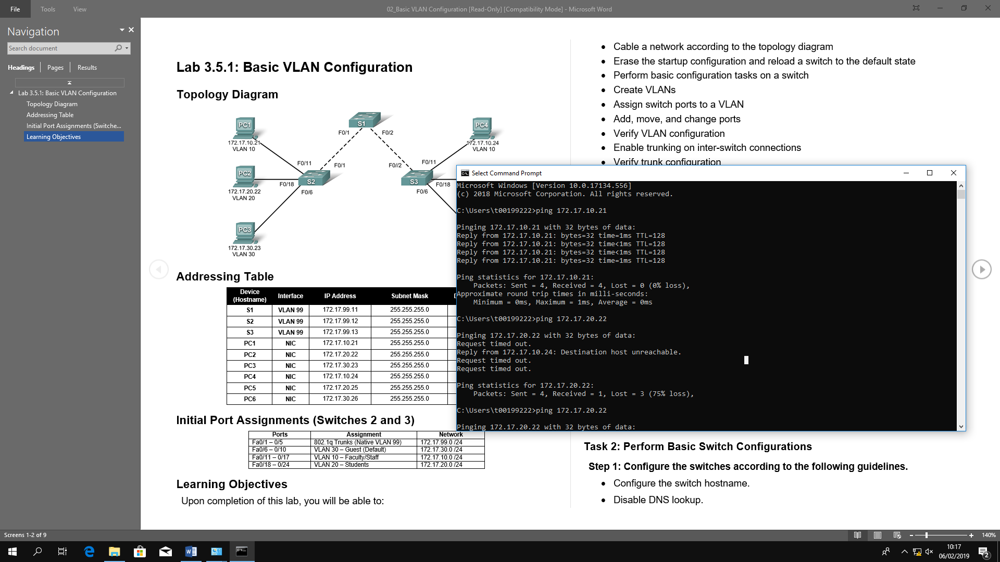 File
Tools
View
02_Basic VLAN Configuration [Read-Only] [Compatibility Mode] - Microsoft Word
Navigation
Search document
Headings
Pages
Results
Lab 3.5.1: Basic VLAN Configuration
Topology Diagram
Addressing Table
Initial Port Assignments (Switche...
Learning Objectives
Lab 3.5.1: Basic VLAN Configuration
Topology Diagram
PC1
172.17.10.21
VLAN 10
PC2
172.17.20.22
VLAN 20
PC3
172.17.30.23
VLAN 30
S1
F0/1
F0/2
F0/11
F0/1
F0/18
S2
F0/6
F0//2
F0/11
S3
F0/18
F0/6
PC4
172.17.10.24
VLAN 10
Addressing Table
Device (Hostname) Interface IP Address Subnet Mask
S1 VLAN 99 172.17.99.11 255.255.255.0
S2 VLAN 99 172.17.99.12 255.255.255.0
S3 VLAN 99 172.17.99.13 255.255.255.0
PC1 NIC 172.17.10.21 255.255.255.0
PC2 NIC 172.17.20.22 255.255.255.0
PC3 NIC 172.17.30.23 255.255.255.0
PC4 NIC 172.17.10.24 255.255.255.0
PC5 NIC 172.17.20.25 255.255.255.0
PC6 NIC 172.17.30.26 255.255.255.0
Initial Port Assignments (Switches 2 and 3)
Ports Assignment Network
Fa0/1 – 0/5 802.1q Trunks (Native VLAN 99) 172.17.99.0 /24
Fa0/6 – 0/10 VLAN 30 – Guest (Default) 172.17.30.0 /24
Fa0/11 – 0/17 VLAN 10 – Faculty/Staff 172.17.10.0 /24
Fa0/18 – 0/24 VLAN 20 – Students 172.17.20.0 /24
Learning Objectives
Upon completion of this lab, you will be able to:
• Cable a network according to the topology diagram
• Erase the startup configuration and reload a switch to the default state
• Perform basic configuration tasks on a switch
• Create VLANs
• Assign switch ports to a VLAN
• Add, move, and change ports
• Verify VLAN configuration
• Enable trunking on inter-switch connections
• Verify trunk configuration
Select Command Prompt
Microsoft Windows [Version 10.0.17134.556]
(c) 2018 Microsoft Corporation. All rights reserved.
C:\Users\t00199222>ping 172.17.10.21
Pinging 172.17.10.21 with 32 bytes of data:
Reply from 172.17.10.21: bytes=32 time=1ms TTL=128
Reply from 172.17.10.21: bytes=32 time<1ms TTL=128
Reply from 172.17.10.21: bytes=32 time<1ms TTL=128
Reply from 172.17.10.21: bytes=32 time=1ms TTL=128
Ping statistics for 172.17.10.21:
Packets: Sent = 4, Received = 4, Lost = 0 (0% loss),
Approximate round trip times in milli-seconds:
Minimum = 0ms, Maximum = 1ms, Average = 0ms
C:\Users\t00199222>ping 172.17.20.22
Pinging 172.17.20.22 with 32 bytes of data:
Request timed out.
Reply from 172.17.10.24: Destination host unreachable.
Request timed out.
Request timed out.
Ping statistics for 172.17.20.22:
Packets: Sent = 4, Received = 1, Lost = 3 (75% loss),
C:\Users\t00199222>ping 172.17.20.22
Pinging 172.17.20.22 with 32 bytes of data:
Task 2: Perform Basic Switch Configurations
Step 1: Configure the switches according to the following guidelines.
• Configure the switch hostname.
• Disable DNS lookup.
Screens 1-2 of 9
140%
10:17
06/02/2019
2